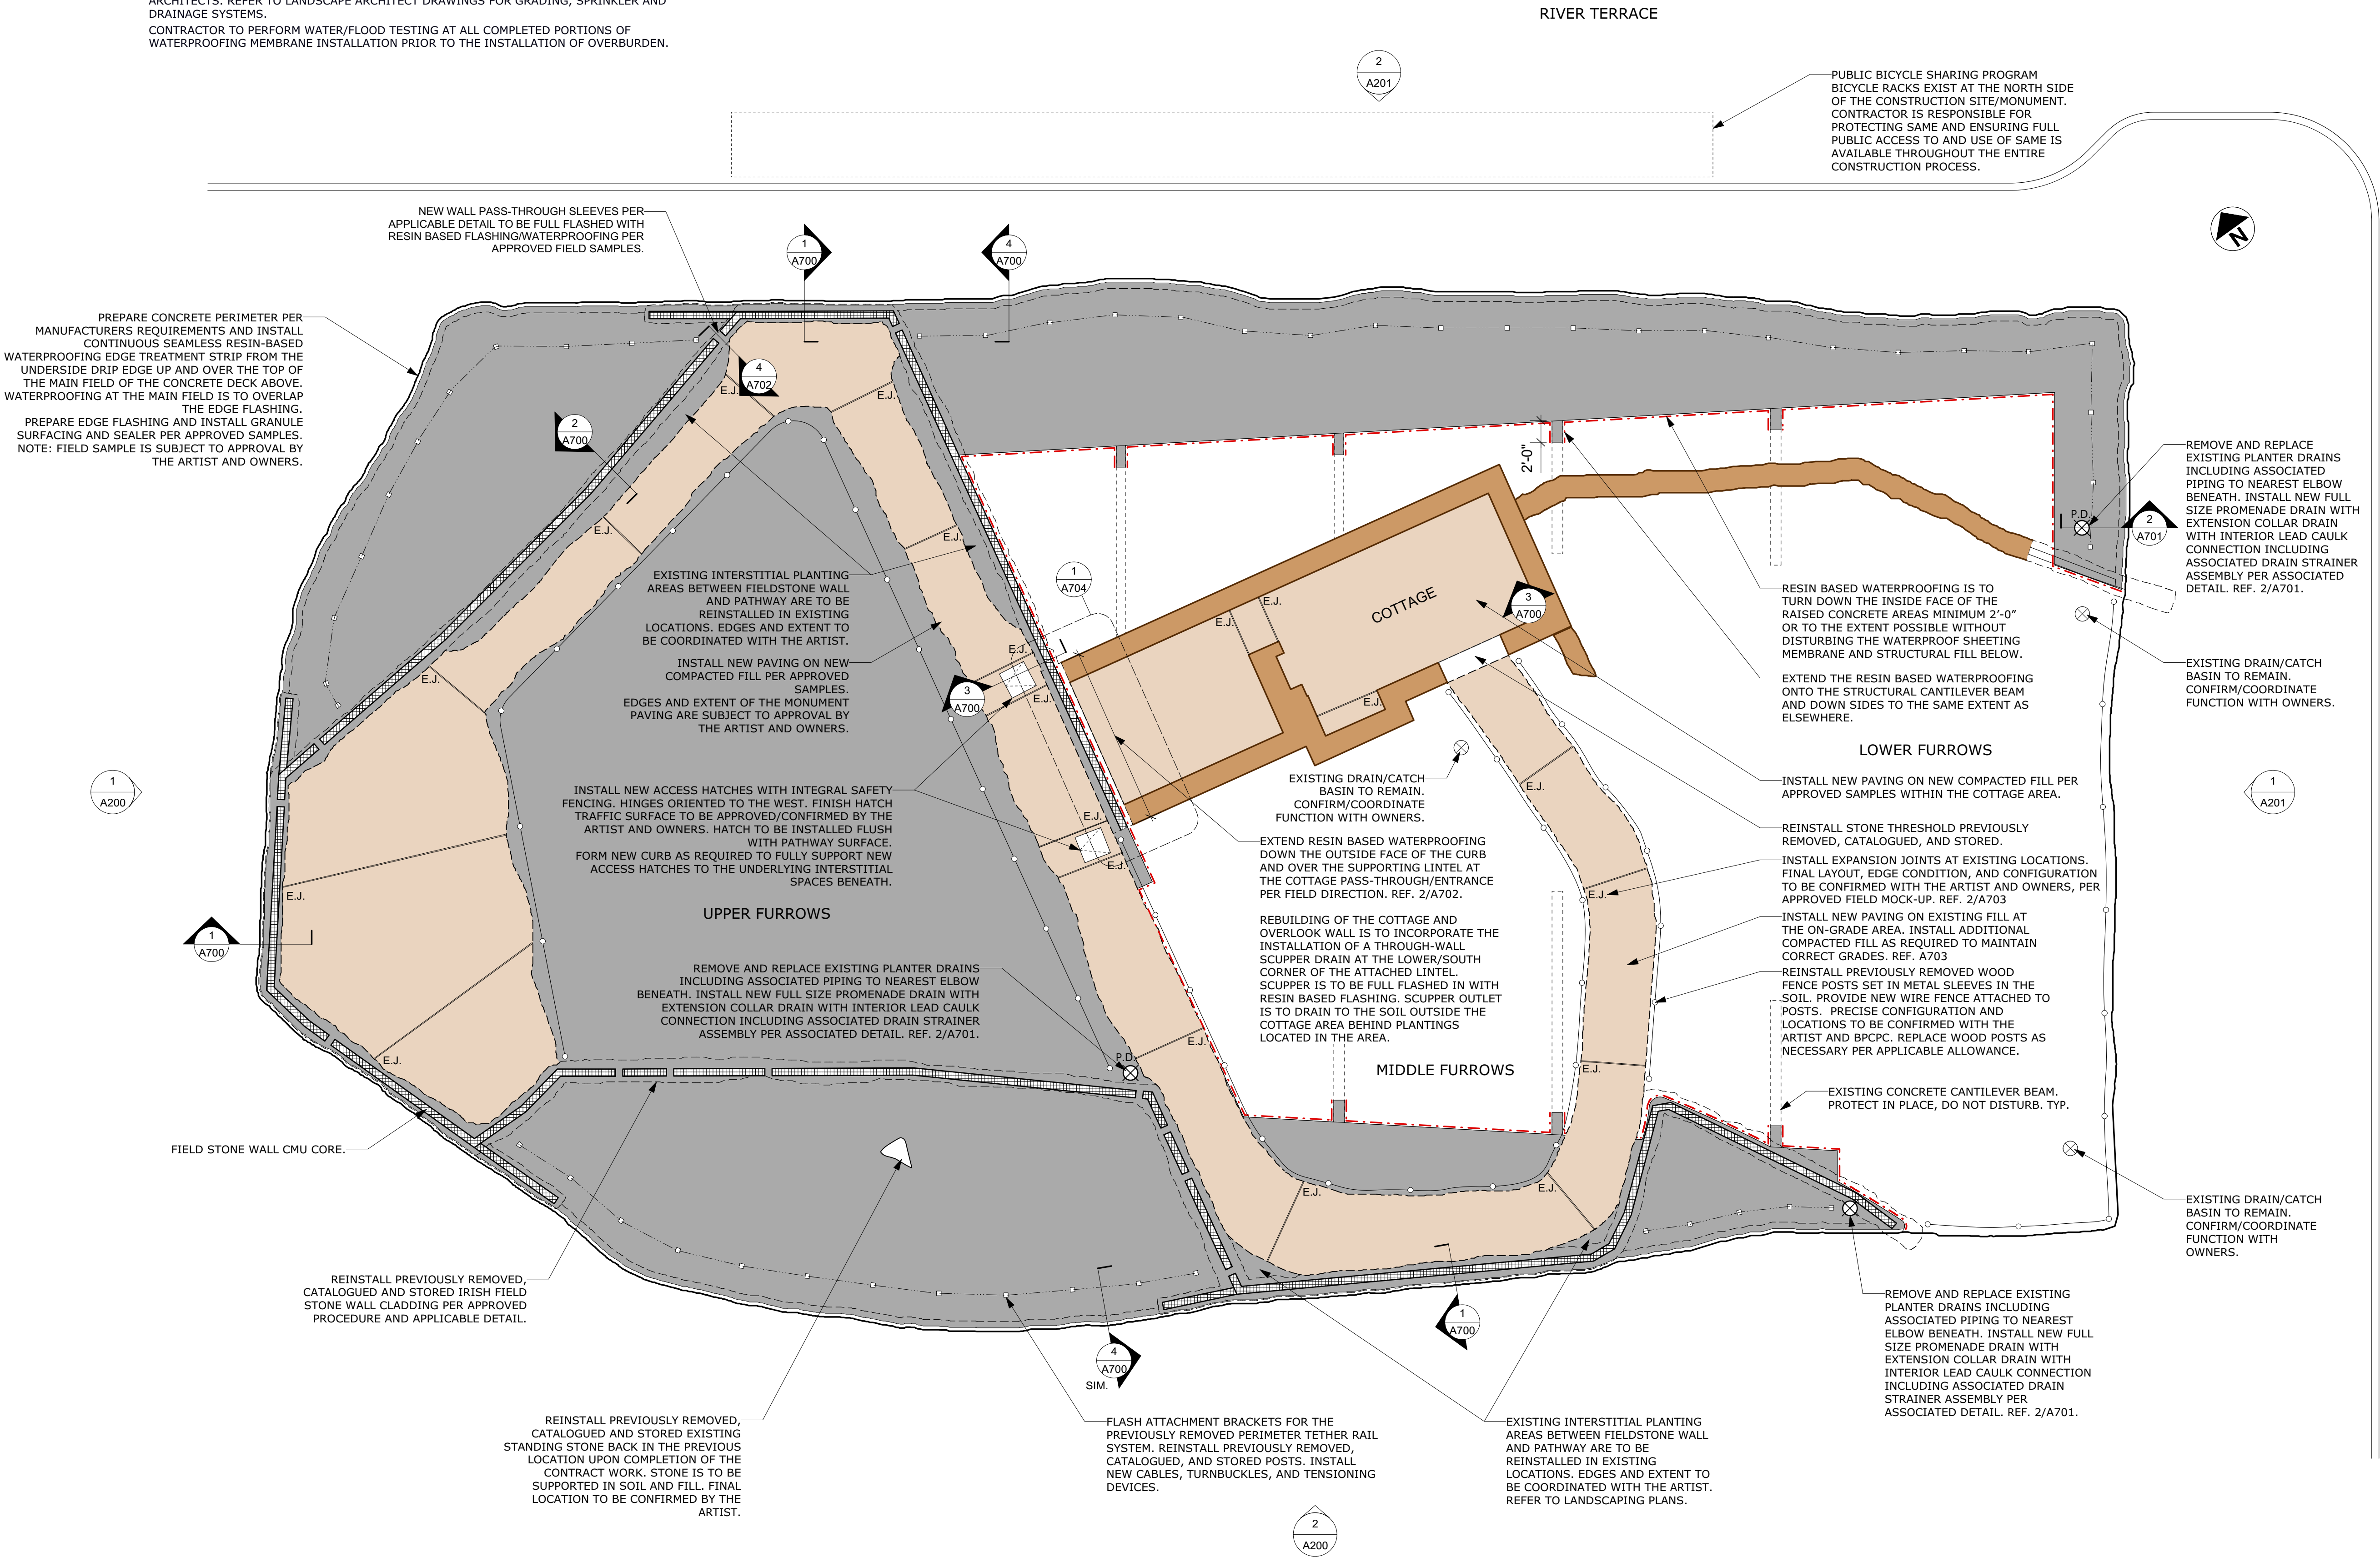 ARCHITECTS. REFER TO LANDSCAPE ARCHITECT DRAWINGS FOR GRADING, SPRINKLER AND
DRAINAGE SYSTEMS.
CONTRACTOR TO PERFORM WATER/FLOOD TESTING AT ALL COMPLETED PORTIONS OF
WATERPROOFING MEMBRANE INSTALLATION PRIOR TO THE INSTALLATION OF OVERBURDEN.
RIVER TERRACE
2
A201
PUBLIC BICYCLE SHARING PROGRAM
BICYCLE RACKS EXIST AT THE NORTH SIDE
OF THE CONSTRUCTION SITE/MONUMENT.
CONTRACTOR IS RESPONSIBLE FOR
PROTECTING SAME AND ENSURING FULL
PUBLIC ACCESS TO AND USE OF SAME IS
AVAILABLE THROUGHOUT THE ENTIRE
CONSTRUCTION PROCESS.
NEW WALL PASS-THROUGH SLEEVES PER
APPLICABLE DETAIL TO BE FULL FLASHED WITH
RESIN BASED FLASHING/WATERPROOFING PER
APPROVED FIELD SAMPLES.
1
A700
4
A700
N
PREPARE CONCRETE PERIMETER PER
MANUFACTURERS REQUIREMENTS AND INSTALL
CONTINUOUS SEAMLESS RESIN-BASED
WATERPROOFING EDGE TREATMENT STRIP FROM THE
UNDERSIDE DRIP EDGE UP AND OVER THE TOP OF
THE MAIN FIELD OF THE CONCRETE DECK ABOVE.
WATERPROOFING AT THE MAIN FIELD IS TO OVERLAP
THE EDGE FLASHING.
PREPARE EDGE FLASHING AND INSTALL GRANULE
SURFACING AND SEALER PER APPROVED SAMPLES.
NOTE: FIELD SAMPLE IS SUBJECT TO APPROVAL BY
THE ARTIST AND OWNERS.
4
A702
E.J.
E.J.
2
A700
2'-0"
E.J.
E.J.
REMOVE AND REPLACE
EXISTING PLANTER DRAINS
INCLUDING ASSOCIATED
PIPING TO NEAREST ELBOW
BENEATH. INSTALL NEW FULL
SIZE PROMENADE DRAIN WITH
EXTENSION COLLAR DRAIN
WITH INTERIOR LEAD CAULK
CONNECTION INCLUDING
ASSOCIATED DRAIN STRAINER
ASSEMBLY PER ASSOCIATED
DETAIL. REF. 2/A701.
P.D.
2
A701
EXISTING INTERSTITIAL PLANTING
AREAS BETWEEN FIELDSTONE WALL
AND PATHWAY ARE TO BE
REINSTALLED IN EXISTING
LOCATIONS. EDGES AND EXTENT TO
BE COORDINATED WITH THE ARTIST.
1
A704
COTTAGE
3
A700
E.J.
E.J.
E.J.
RESIN BASED WATERPROOFING IS TO
TURN DOWN THE INSIDE FACE OF THE
RAISED CONCRETE AREAS MINIMUM 2'-0"
OR TO THE EXTENT POSSIBLE WITHOUT
DISTURBING THE WATERPROOF SHEETING
MEMBRANE AND STRUCTURAL FILL BELOW.
INSTALL NEW PAVING ON NEW
COMPACTED FILL PER APPROVED
SAMPLES.
EDGES AND EXTENT OF THE MONUMENT
PAVING ARE SUBJECT TO APPROVAL BY
THE ARTIST AND OWNERS.
E.J.
E.J.
3
A700
E.J.
E.J.
EXTEND THE RESIN BASED WATERPROOFING
ONTO THE STRUCTURAL CANTILEVER BEAM
AND DOWN SIDES TO THE SAME EXTENT AS
ELSEWHERE.
EXISTING DRAIN/CATCH
BASIN TO REMAIN.
CONFIRM/COORDINATE
FUNCTION WITH OWNERS.
LOWER FURROWS
1
A200
1
A201
INSTALL NEW ACCESS HATCHES WITH INTEGRAL SAFETY
FENCING. HINGES ORIENTED TO THE WEST. FINISH HATCH
TRAFFIC SURFACE TO BE APPROVED/CONFIRMED BY THE
ARTIST AND OWNERS. HATCH TO BE INSTALLED FLUSH
WITH PATHWAY SURFACE.
FORM NEW CURB AS REQUIRED TO FULLY SUPPORT NEW
ACCESS HATCHES TO THE UNDERLYING INTERSTITIAL
SPACES BENEATH.
E.J.
E.J.
EXISTING DRAIN/CATCH
BASIN TO REMAIN.
CONFIRM/COORDINATE
FUNCTION WITH OWNERS.
INSTALL NEW PAVING ON NEW COMPACTED FILL PER
APPROVED SAMPLES WITHIN THE COTTAGE AREA.
REINSTALL STONE THRESHOLD PREVIOUSLY
REMOVED, CATALOGUED, AND STORED.
EXTEND RESIN BASED WATERPROOFING
DOWN THE OUTSIDE FACE OF THE CURB
AND OVER THE SUPPORTING LINTEL AT
THE COTTAGE PASS-THROUGH/ENTRANCE
PER FIELD DIRECTION. REF. 2/A702.
INSTALL EXPANSION JOINTS AT EXISTING LOCATIONS.
FINAL LAYOUT, EDGE CONDITION, AND CONFIGURATION
TO BE CONFIRMED WITH THE ARTIST AND OWNERS, PER
APPROVED FIELD MOCK-UP. REF. 2/A703
E.J.
E.J.
UPPER FURROWS
REBUILDING OF THE COTTAGE AND
OVERLOOK WALL IS TO INCORPORATE THE
INSTALLATION OF A THROUGH-WALL
SCUPPER DRAIN AT THE LOWER/SOUTH
CORNER OF THE ATTACHED LINTEL.
SCUPPER IS TO BE FULL FLASHED IN WITH
RESIN BASED FLASHING. SCUPPER OUTLET
IS TO DRAIN TO THE SOIL OUTSIDE THE
COTTAGE AREA BEHIND PLANTINGS
LOCATED IN THE AREA.
INSTALL NEW PAVING ON EXISTING FILL AT
THE ON-GRADE AREA. INSTALL ADDITIONAL
COMPACTED FILL AS REQUIRED TO MAINTAIN
CORRECT GRADES. REF. A703
E.J.
1
A700
REMOVE AND REPLACE EXISTING PLANTER DRAINS
INCLUDING ASSOCIATED PIPING TO NEAREST ELBOW
BENEATH. INSTALL NEW FULL SIZE PROMENADE DRAIN WITH
EXTENSION COLLAR DRAIN WITH INTERIOR LEAD CAULK
CONNECTION INCLUDING ASSOCIATED DRAIN STRAINER
ASSEMBLY PER ASSOCIATED DETAIL. REF. 2/A701.
REINSTALL PREVIOUSLY REMOVED WOOD
FENCE POSTS SET IN METAL SLEEVES IN THE
SOIL. PROVIDE NEW WIRE FENCE ATTACHED TO
POSTS. PRECISE CONFIGURATION AND
LOCATIONS TO BE CONFIRMED WITH THE
ARTIST AND BPCPC. REPLACE WOOD POSTS AS
NECESSARY PER APPLICABLE ALLOWANCE.
E.J.
P.D.
E.J.
MIDDLE FURROWS
E.J.
EXISTING CONCRETE CANTILEVER BEAM.
PROTECT IN PLACE, DO NOT DISTURB. TYP.
FIELD STONE WALL CMU CORE.
E.J.
E.J.
EXISTING DRAIN/CATCH
BASIN TO REMAIN.
CONFIRM/COORDINATE
FUNCTION WITH
OWNERS.
REINSTALL PREVIOUSLY REMOVED,
CATALOGUED AND STORED IRISH FIELD
STONE WALL CLADDING PER APPROVED
PROCEDURE AND APPLICABLE DETAIL.
1
A700
4
A700
SIM.
REMOVE AND REPLACE EXISTING
PLANTER DRAINS INCLUDING
ASSOCIATED PIPING TO NEAREST
ELBOW BENEATH. INSTALL NEW FULL
SIZE PROMENADE DRAIN WITH
EXTENSION COLLAR DRAIN WITH
INTERIOR LEAD CAULK CONNECTION
INCLUDING ASSOCIATED DRAIN
STRAINER ASSEMBLY PER
ASSOCIATED DETAIL. REF. 2/A701.
REINSTALL PREVIOUSLY REMOVED,
CATALOGUED AND STORED EXISTING
STANDING STONE BACK IN THE PREVIOUS
LOCATION UPON COMPLETION OF THE
CONTRACT WORK. STONE IS TO BE
SUPPORTED IN SOIL AND FILL. FINAL
LOCATION TO BE CONFIRMED BY THE
ARTIST.
FLASH ATTACHMENT BRACKETS FOR THE
PREVIOUSLY REMOVED PERIMETER TETHER RAIL
SYSTEM. REINSTALL PREVIOUSLY REMOVED,
CATALOGUED, AND STORED POSTS. INSTALL
NEW CABLES, TURNBUCKLES, AND TENSIONING
DEVICES.
EXISTING INTERSTITIAL PLANTING
AREAS BETWEEN FIELDSTONE WALL
AND PATHWAY ARE TO BE
REINSTALLED IN EXISTING
LOCATIONS. EDGES AND EXTENT TO
BE COORDINATED WITH THE ARTIST.
REFER TO LANDSCAPING PLANS.
2
A200